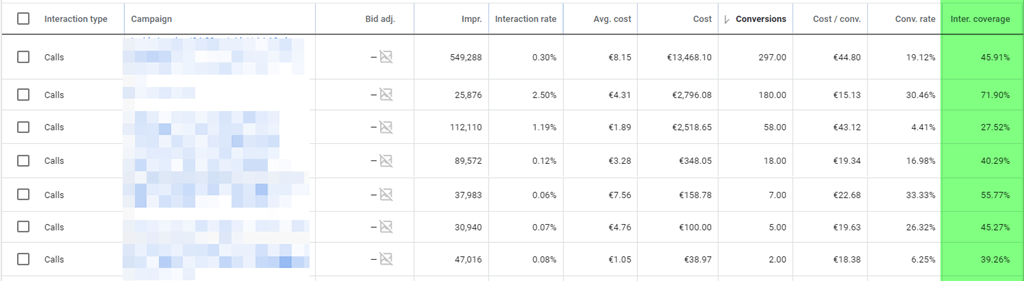 Interaction type Campaign Bid adj. Impr. Interaction rate Avg. cost Cost Conversions Cost / conv. Conv. rate Inter. coverage
Calls – 549,288 0.30% €8.15 €13,468.10 297.00 €44.80 19.12% 45.91%
Calls – 25,876 2.50% €4.31 €2,796.08 180.00 €15.13 30.46% 71.90%
Calls – 112,110 1.19% €1.89 €2,518.65 58.00 €43.12 4.41% 27.52%
Calls – 89,572 0.12% €3.28 €348.05 18.00 €19.34 16.98% 40.29%
Calls – 37,983 0.06% €7.56 €158.78 7.00 €22.68 33.33% 55.77%
Calls – 30,940 0.07% €4.76 €100.00 5.00 €19.63 26.32% 45.27%
Calls – 47,016 0.08% €1.05 €38.97 2.00 €18.38 6.25% 39.26%